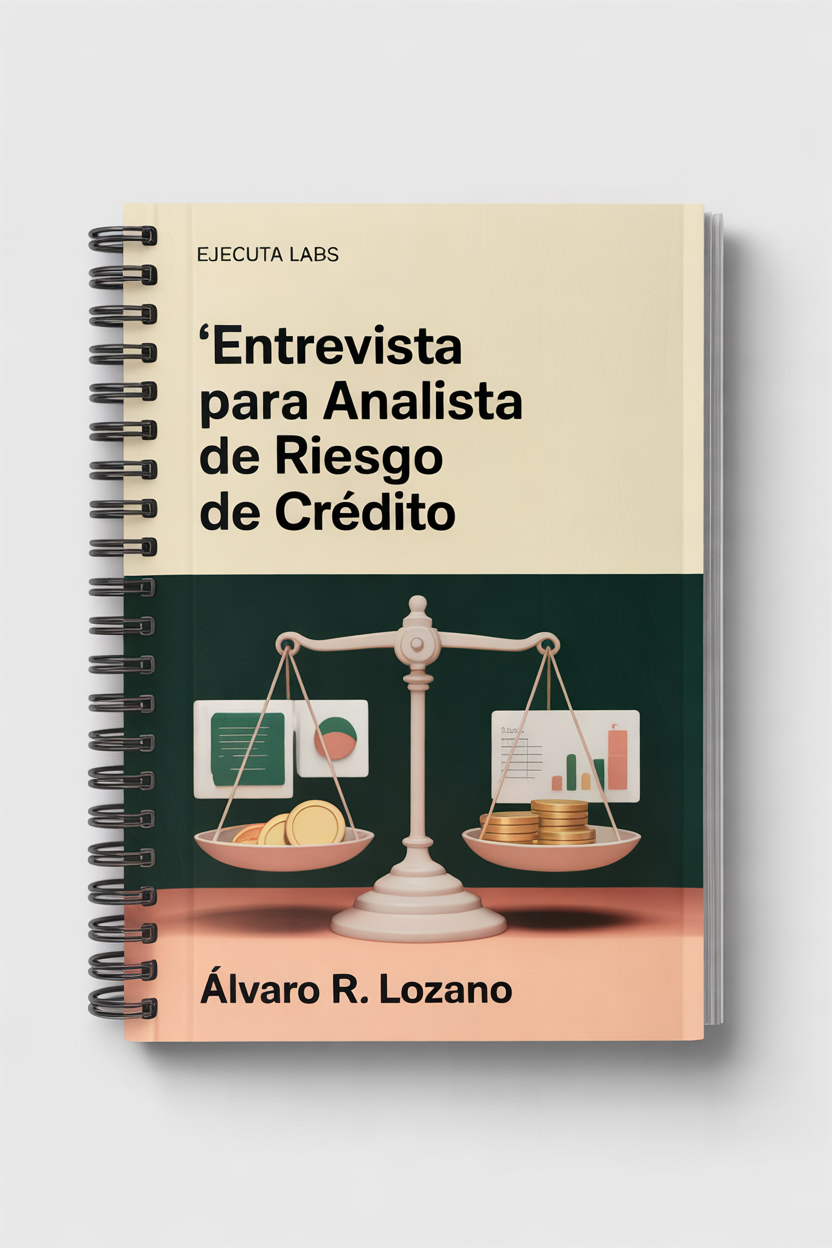 EJECUTA LABS
‘Entrevista
para Analista
de Riesgo
de Crédito
Álvaro R. Lozano